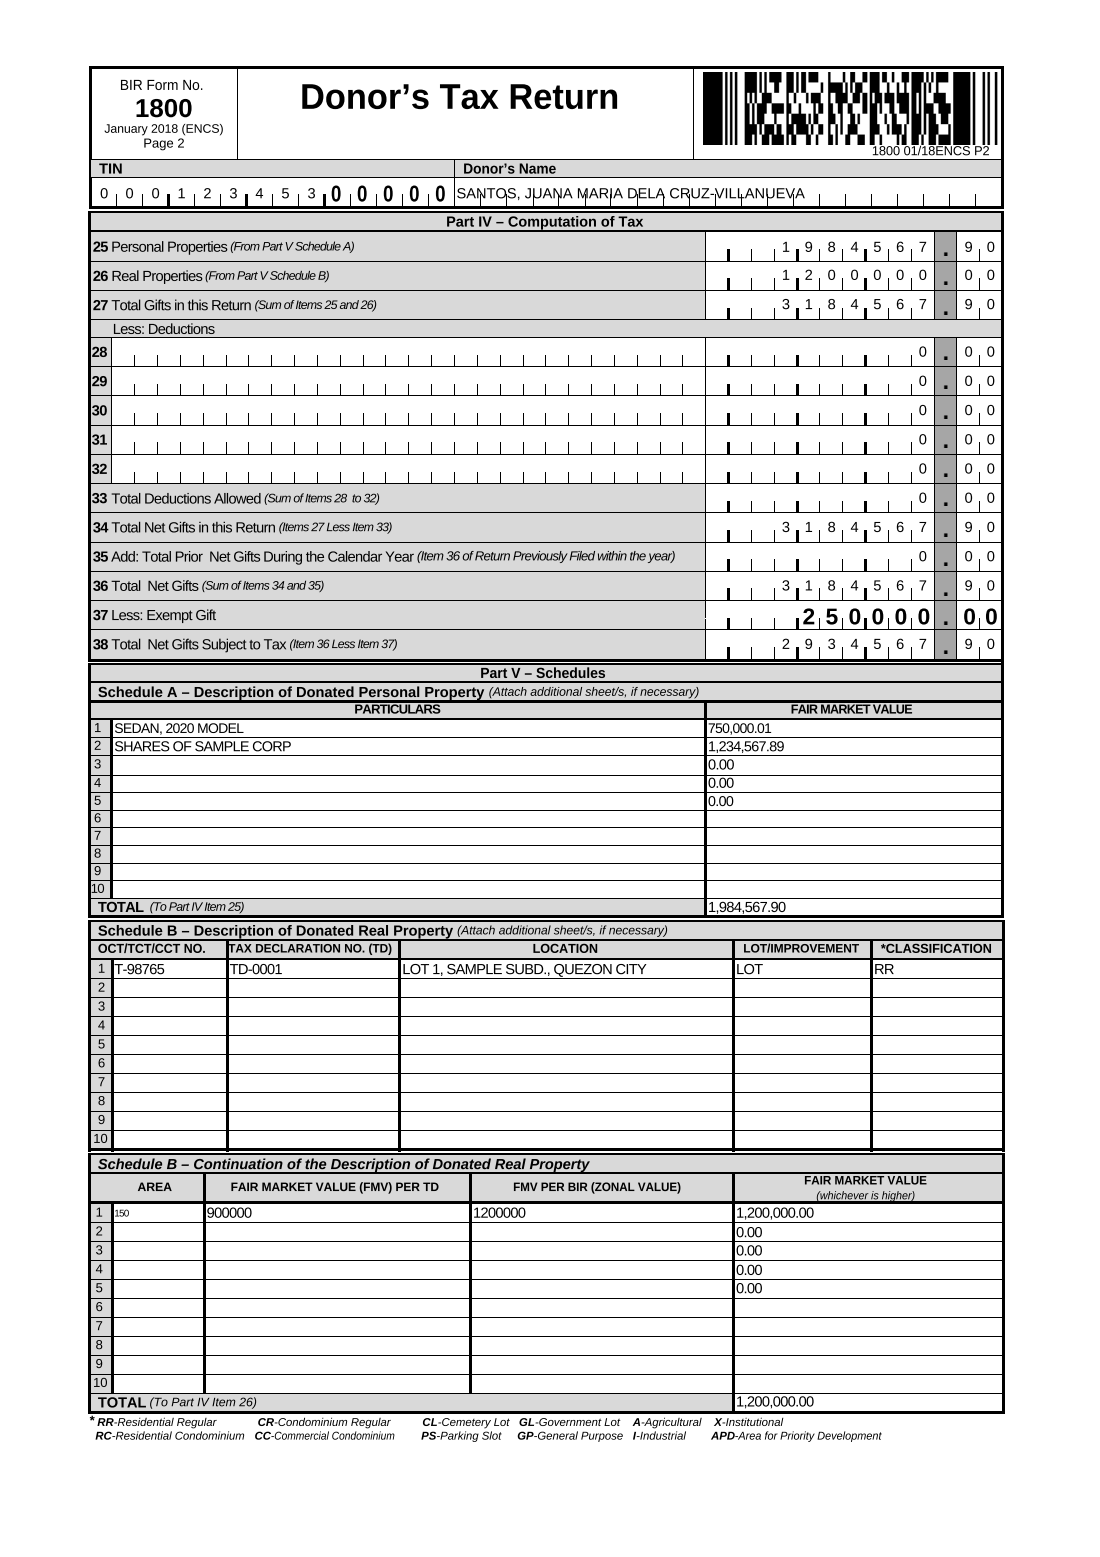 BIR Form No.
1800
January 2018 (ENCS)
Page 2
Donor's Tax Return
1800 01/18ENCS P2
TIN Donor's Name
0 0 0 1 2 3 4 5 3 0 0 0 0 0 SANTOS, JUANA MARIA DELA CRUZ-VILLANUEVA
Part IV – Computation of Tax
25 Personal Properties (From Part V Schedule A) 1 9 8 4 5 6 7 . 9 0
26 Real Properties (From Part V Schedule B) 1 2 0 0 0 0 0 . 0 0
27 Total Gifts in this Return (Sum of Items 25 and 26) 3 1 8 4 5 6 7 . 9 0
Less: Deductions
28 0 . 0 0
29 0 . 0 0
30 0 . 0 0
31 0 . 0 0
32 0 . 0 0
33 Total Deductions Allowed (Sum of Items 28 to 32) 0 . 0 0
34 Total Net Gifts in this Return (Items 27 Less Item 33) 3 1 8 4 5 6 7 . 9 0
35 Add: Total Prior Net Gifts During the Calendar Year (Item 36 of Return Previously Filed within the year) 0 . 0 0
36 Total Net Gifts (Sum of Items 34 and 35) 3 1 8 4 5 6 7 . 9 0
37 Less: Exempt Gift 2 5 0 0 0 0 . 0 0
38 Total Net Gifts Subject to Tax (Item 36 Less Item 37) 2 9 3 4 5 6 7 . 9 0
Part V – Schedules
Schedule A – Description of Donated Personal Property (Attach additional sheet/s, if necessary)
PARTICULARS FAIR MARKET VALUE
1 SEDAN, 2020 MODEL 750,000.01
2 SHARES OF SAMPLE CORP 1,234,567.89
3 0.00
4 0.00
5 0.00
6
7
8
9
10
TOTAL (To Part IV Item 25) 1,984,567.90
Schedule B – Description of Donated Real Property (Attach additional sheet/s, if necessary)
OCT/TCT/CCT NO. TAX DECLARATION NO. (TD) LOCATION LOT/IMPROVEMENT *CLASSIFICATION
1 T-98765 TD-0001 LOT 1, SAMPLE SUBD., QUEZON CITY LOT RR
2
3
4
5
6
7
8
9
10
Schedule B – Continuation of the Description of Donated Real Property
AREA FAIR MARKET VALUE (FMV) PER TD FMV PER BIR (ZONAL VALUE) FAIR MARKET VALUE
(whichever is higher)
1 150 900000 1200000 1,200,000.00
2 0.00
3 0.00
4 0.00
5 0.00
6
7
8
9
10
TOTAL (To Part IV Item 26) 1,200,000.00
* RR-Residential Regular CR-Condominium Regular CL-Cemetery Lot GL-Government Lot A-Agricultural X-Institutional
RC-Residential Condominium CC-Commercial Condominium PS-Parking Slot GP-General Purpose I-Industrial APD-Area for Priority Development